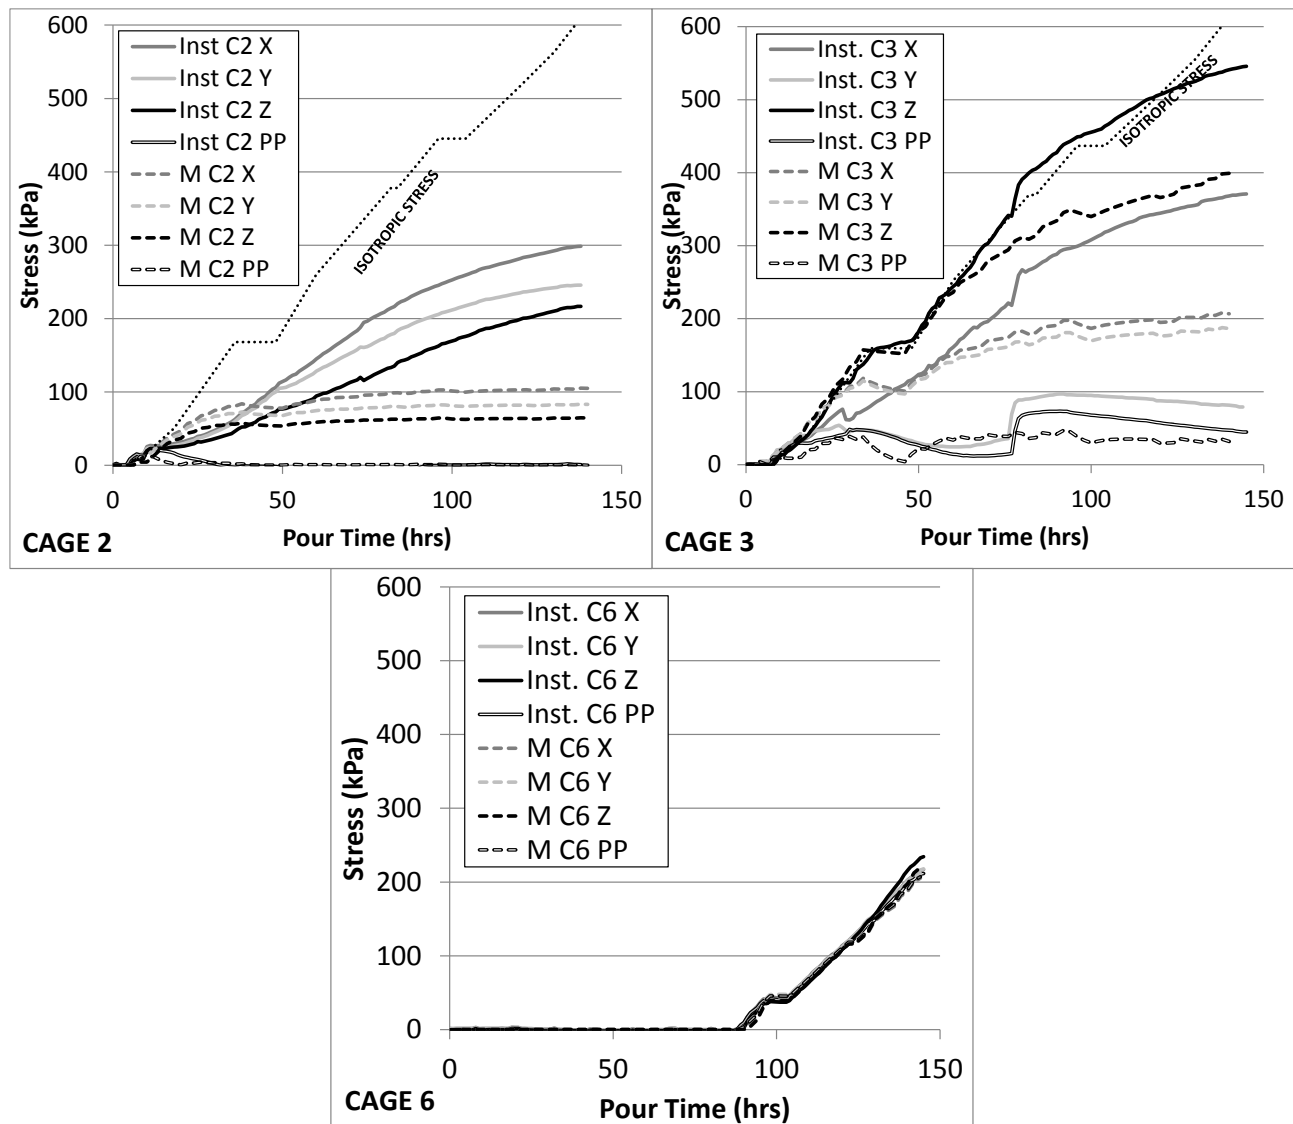 600
500
400
300
200
100
0
Stress (kPa)
Inst C2 X
Inst C2 Y
Inst C2 Z
Inst C2 PP
M C2 X
M C2 Y
M C2 Z
M C2 PP
ISOTROPIC STRESS
0 50 100 150
Pour Time (hrs)
CAGE 2
600
500
400
300
200
100
0
Stress (kPa)
Inst. C3 X
Inst. C3 Y
Inst. C3 Z
Inst. C3 PP
M C3 X
M C3 Y
M C3 Z
M C3 PP
ISOTROPIC STRESS
0 50 100 150
Pour Time (hrs)
CAGE 3
600
500
400
300
200
100
0
Stress (kPa)
Inst. C6 X
Inst. C6 Y
Inst. C6 Z
Inst. C6 PP
M C6 X
M C6 Y
M C6 Z
M C6 PP
0 50 100 150
Pour Time (hrs)
CAGE 6